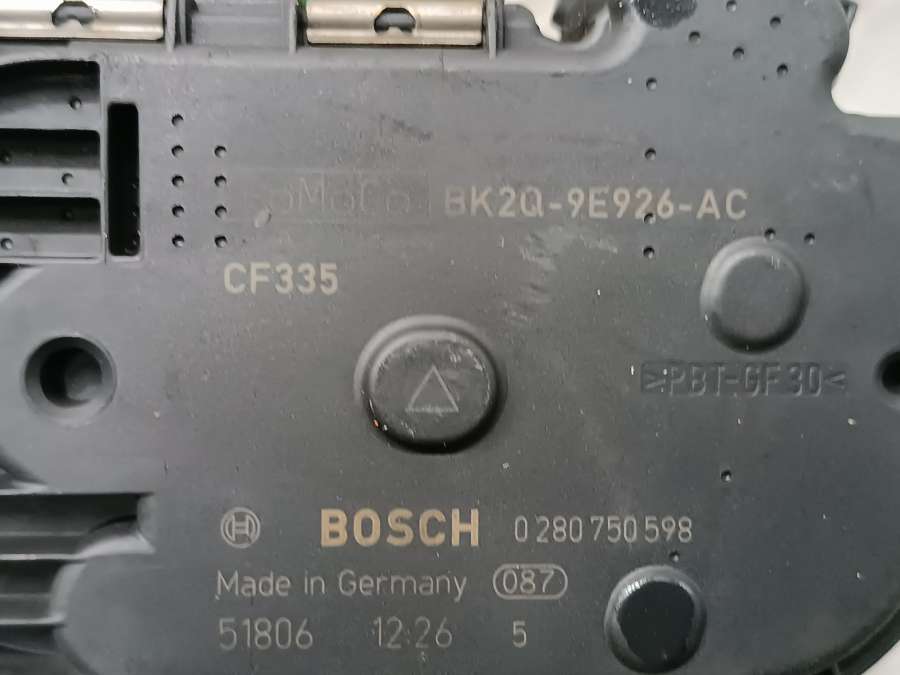 FoMoCo BK2Q-9E926-AC
CF335
>PBT-GF30<
BOSCH 0 280 750 598
Made in Germany 087
51806 12:26 5